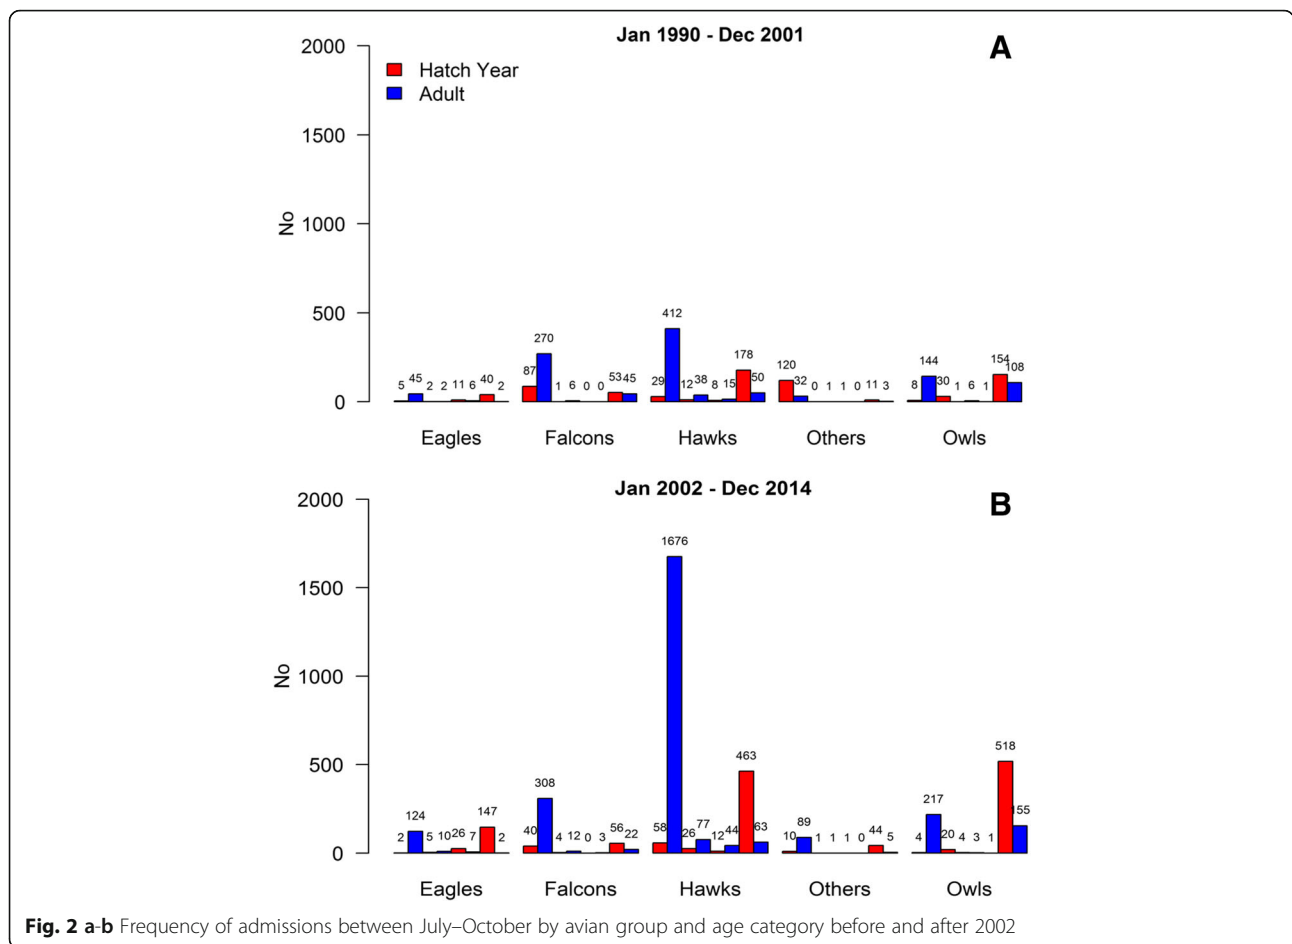 Jan 1990 - Dec 2001
A
2000
Hatch Year
Adult
1500
1000
500
0
No
5 45 2 2 11 6 40 2
87 270 1 6 0 0 53 45
29 412 12 38 8 15 178 50
120 32 0 1 1 0 11 3
8 144 30 1 6 1 154 108
Eagles Falcons Hawks Others Owls
Jan 2002 - Dec 2014
B
2000
1500
1000
500
0
No
2 124 5 10 26 7 147 2
40 308 4 12 0 3 56 22
58 1676 26 77 12 44 463 63
10 89 1 1 1 0 44 5
4 217 20 4 3 1 518 155
Eagles Falcons Hawks Others Owls
Fig. 2 a-b Frequency of admissions between July–October by avian group and age category before and after 2002